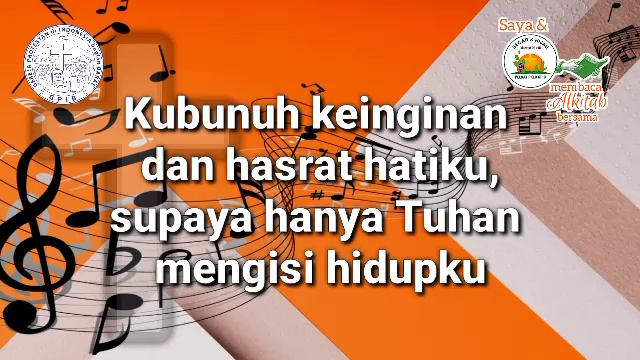 Saya &
membaca
Alkitab
bersama
Kubunuh keinginan
dan hasrat hatiku,
supaya hanya Tuhan
mengisi hidupku